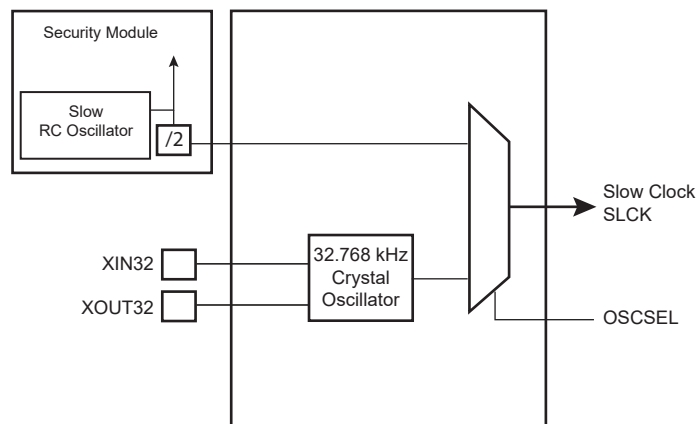 Security Module
Slow
RC Oscillator
/2
Slow Clock
SLCK
XIN32
32.768 kHz
Crystal
Oscillator
XOUT32
OSCSEL